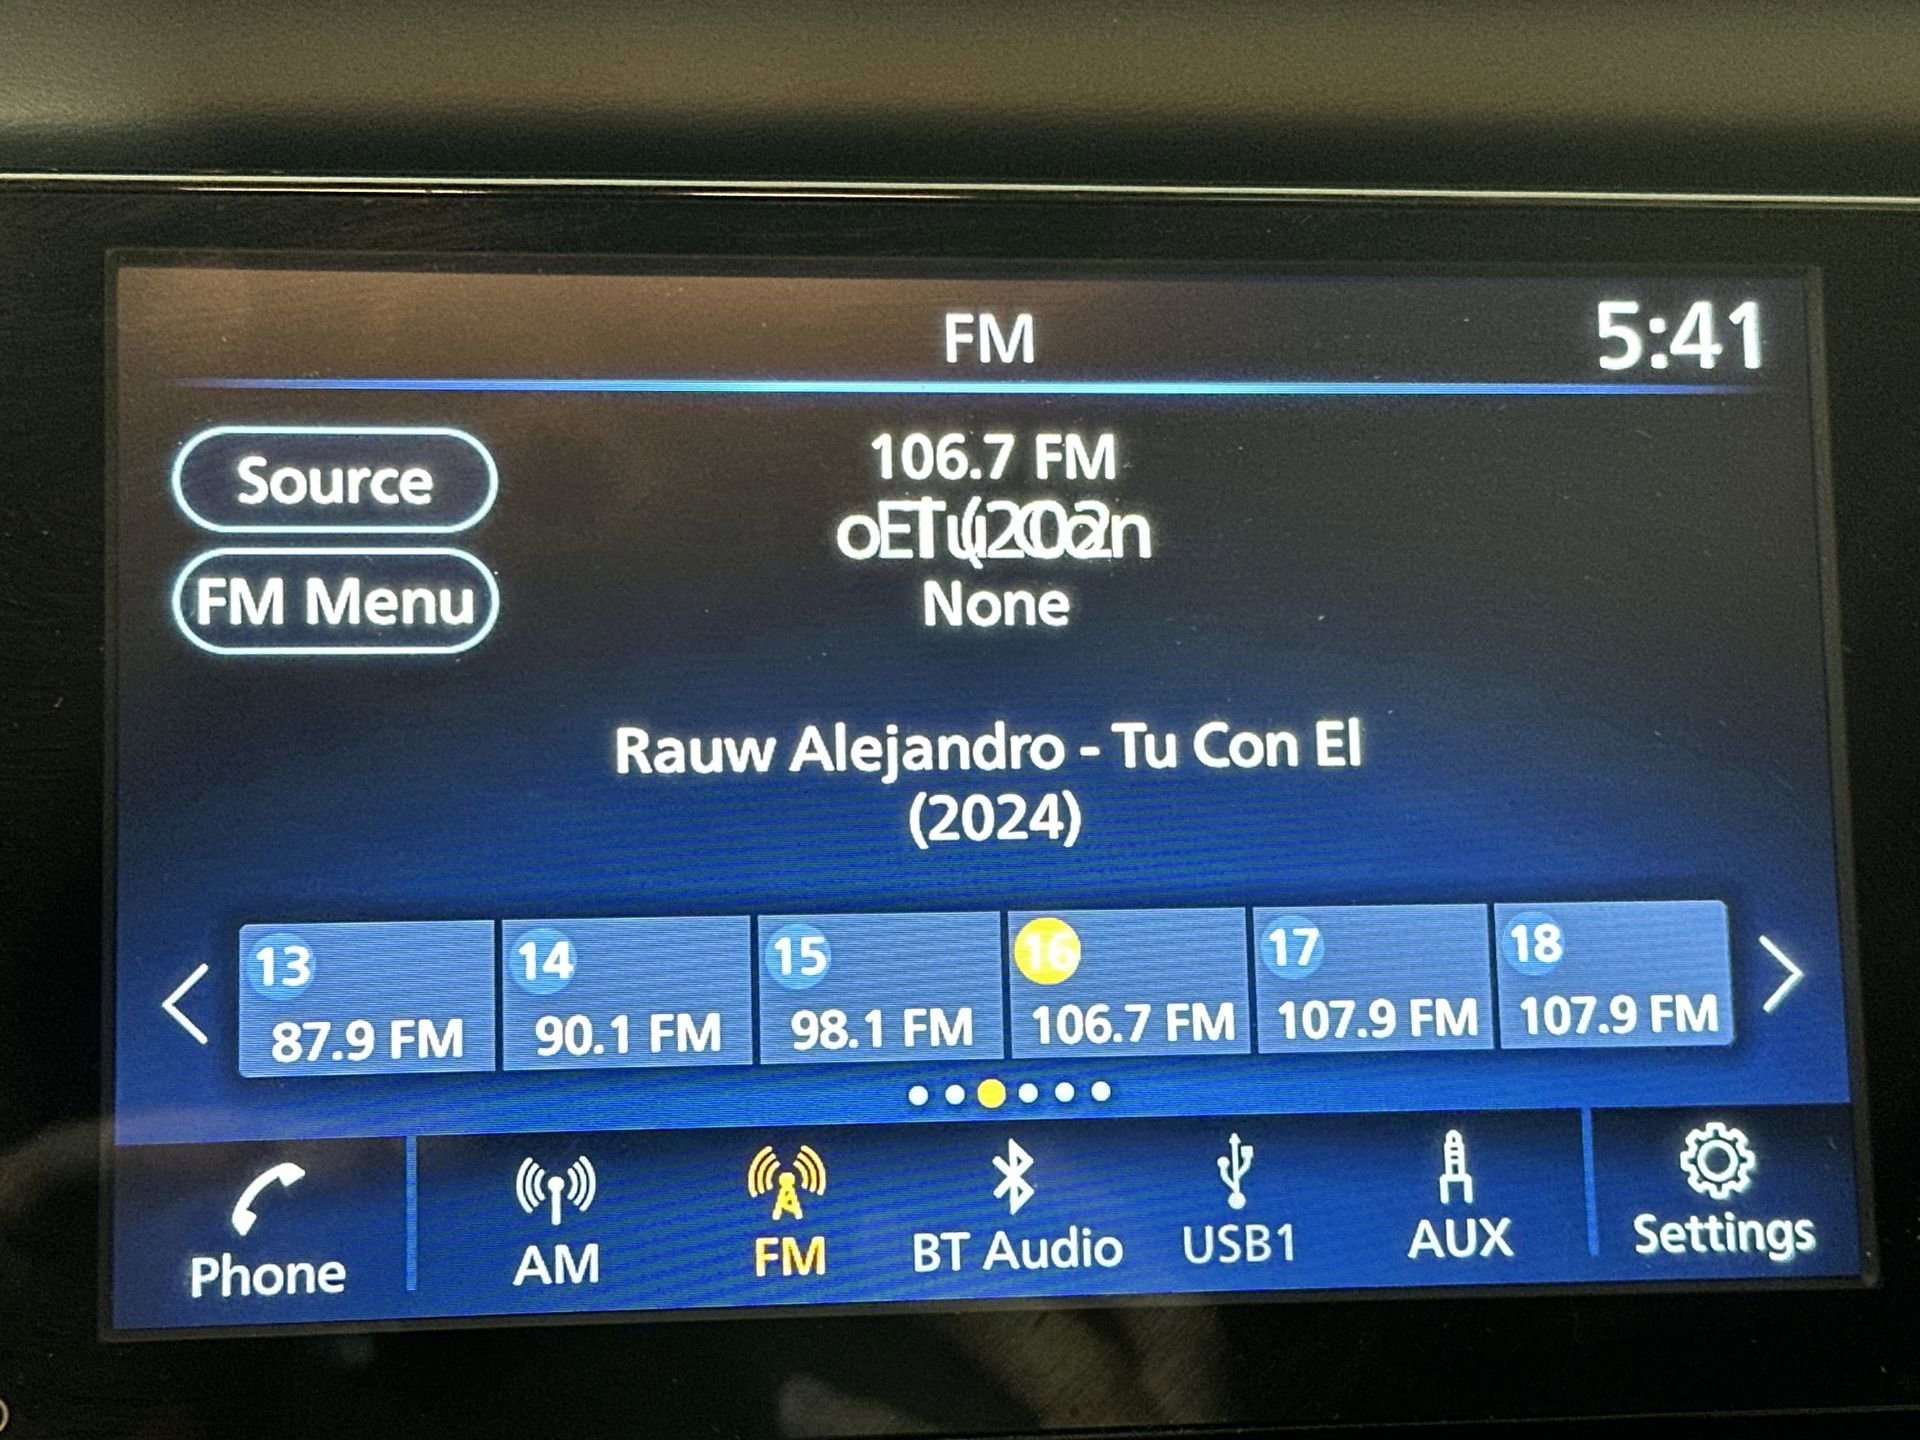 FM
5:41
Source
FM Menu
106.7 FM
None
Rauw Alejandro - Tu Con El
(2024)
13
14
15
16
17
18
87.9 FM
90.1 FM
98.1 FM
106.7 FM
107.9 FM
107.9 FM
Phone
AM
FM
BT Audio
USB1
AUX
Settings